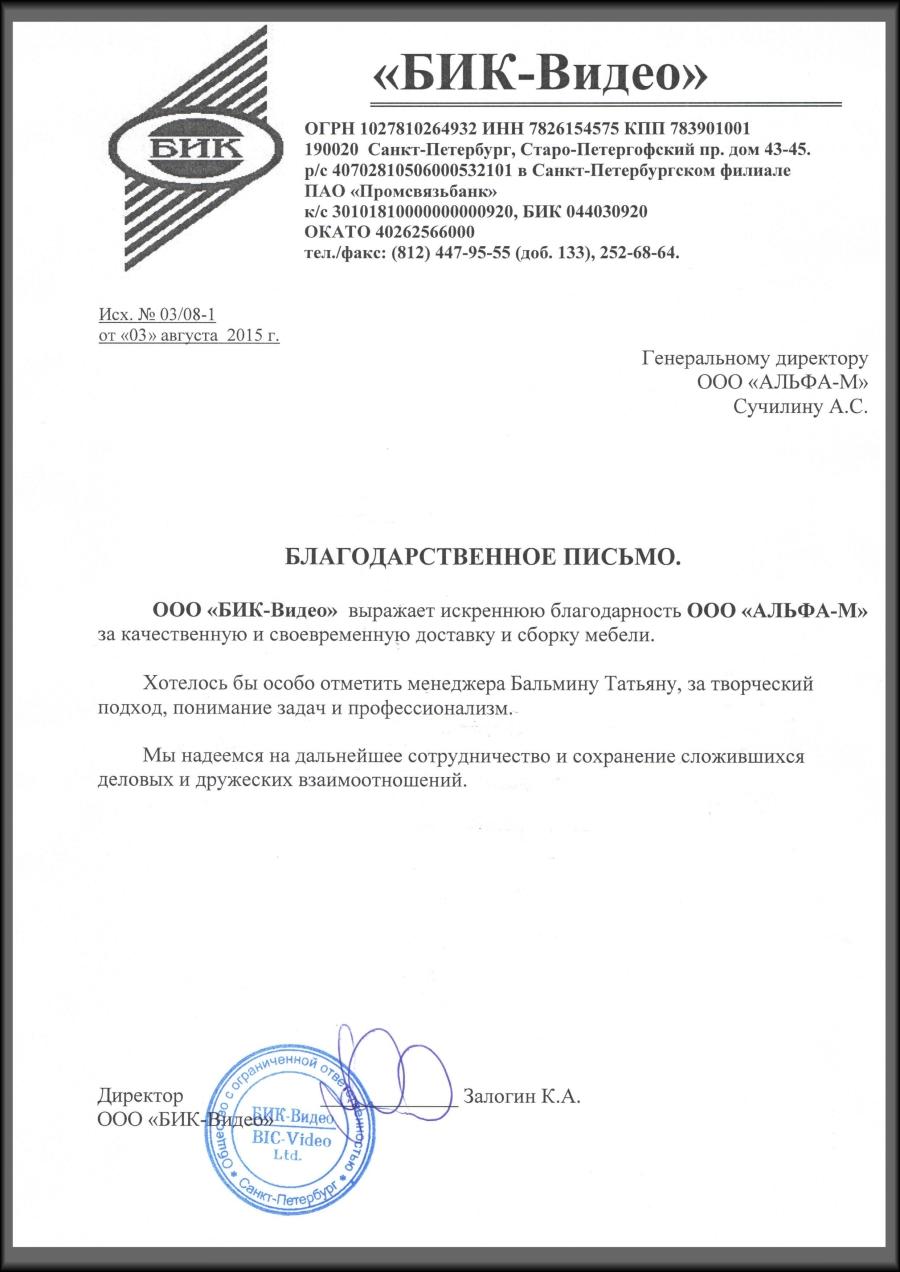 «БИК-Видео»
БИК
ОГРН 1027810264932 ИНН 7826154575 КПП 783901001
190020  Санкт-Петербург, Старо-Петергофский пр. дом 43-45.
р/с 40702810506000532101 в Санкт-Петербургском филиале
ПАО «Промсвязьбанк»
к/с 30101810000000000920, БИК 044030920
ОКАТО 40262566000
тел./факс: (812) 447-95-55 (доб. 133), 252-68-64.
Исх. № 03/08-1
от «03» августа  2015 г.
Генеральному директору
ООО «АЛЬФА-М»
Сучилину А.С.
БЛАГОДАРСТВЕННОЕ ПИСЬМО.
ООО «БИК-Видео»  выражает искреннюю благодарность ООО «АЛЬФА-М»
за качественную и своевременную доставку и сборку мебели.
Хотелось бы особо отметить менеджера Бальмину Татьяну, за творческий
подход, понимание задач и профессионализм.
Мы надеемся на дальнейшее сотрудничество и сохранение сложившихся
деловых и дружеских взаимоотношений.
Директор
ООО «БИК-Видео»
Залогин К.А.
Общество с ограниченной ответственностью
БИК-Видео
BIC-Video
Ltd.
Санкт-Петербург